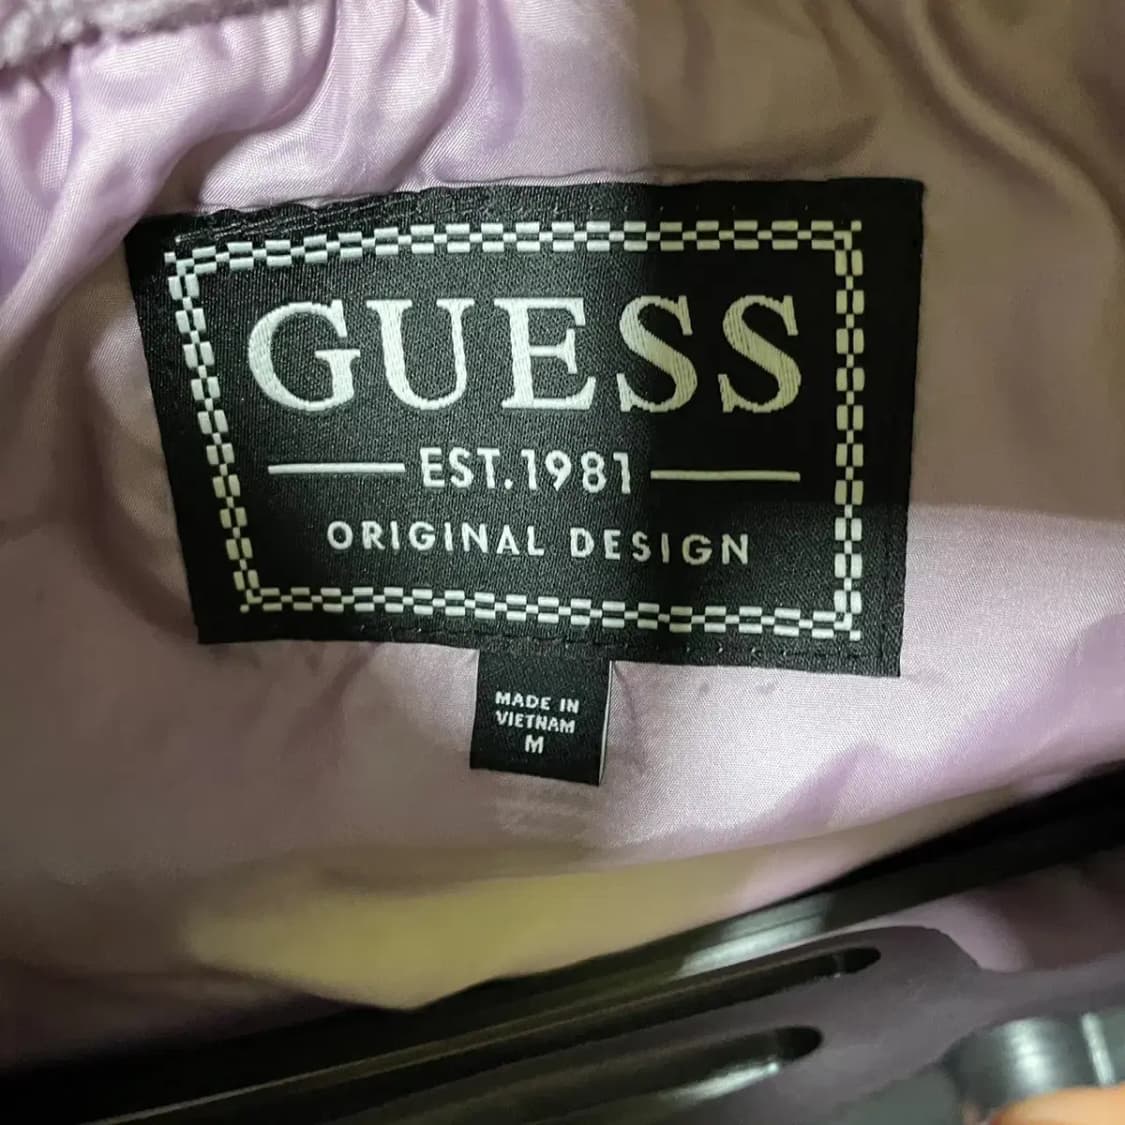 GUESS
EST.1981
ORIGINAL DESIGN
MADE IN
VIETNAM
M